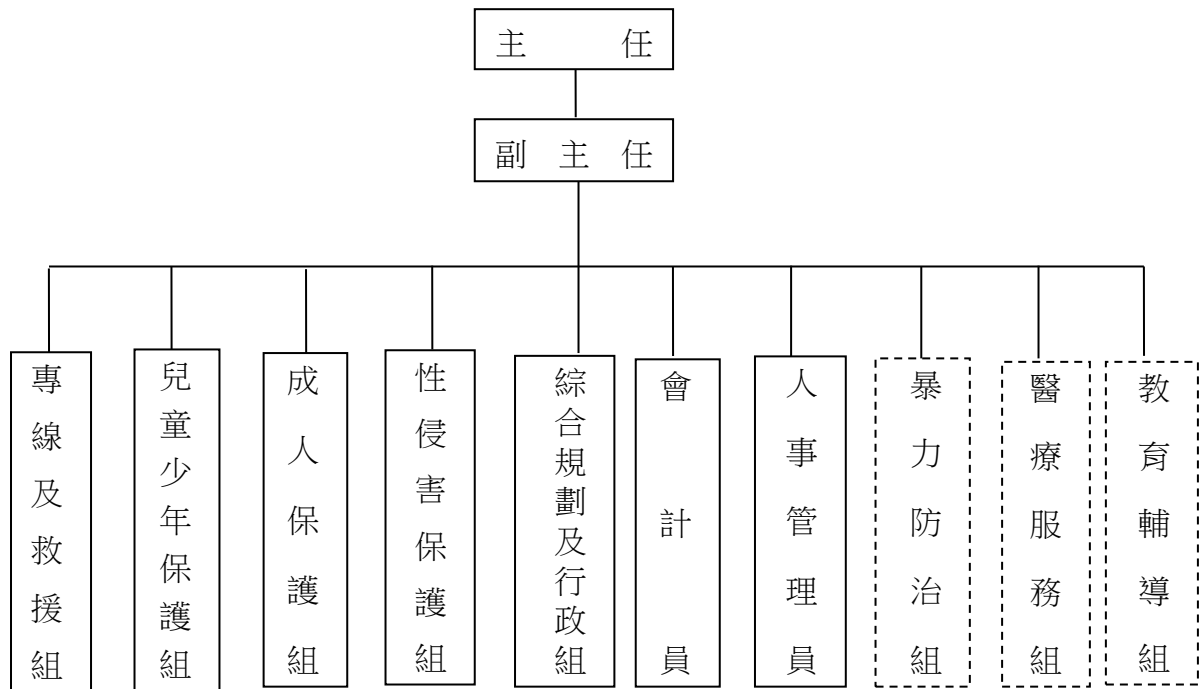 主任
副主任
專線及救援組
兒童少年保護組
成人保護組
性侵害保護組
綜合規劃及行政組
會計員
人事管理員
暴力防治組
醫療服務組
教育輔導組